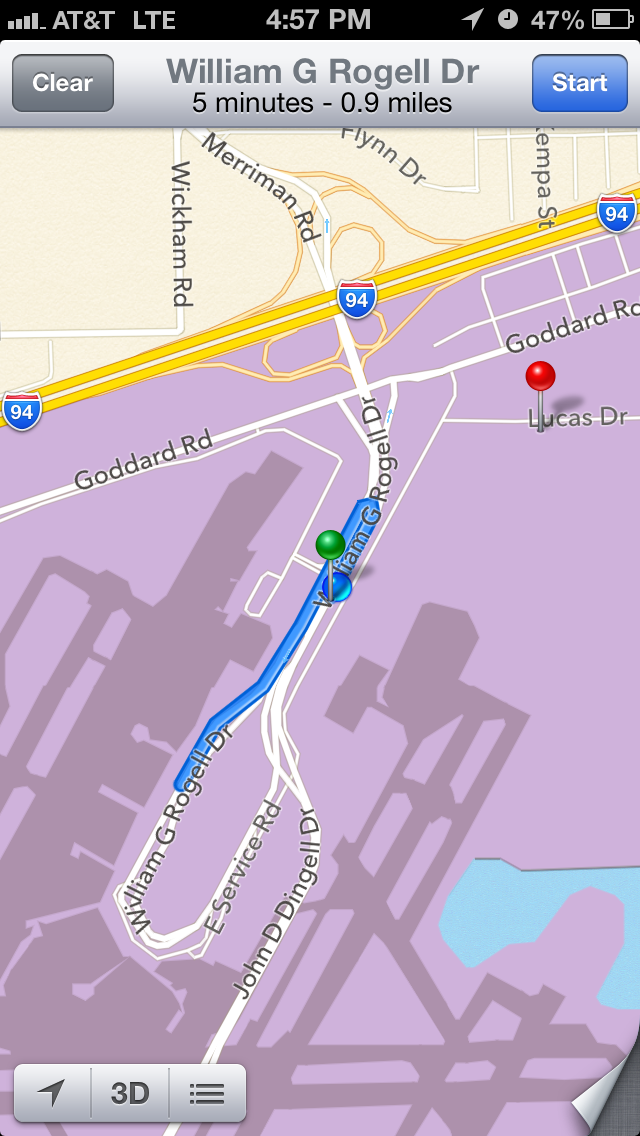 AT&T LTE 4:57 PM 47%
Clear
William G Rogell Dr
5 minutes - 0.9 miles
Start
Flynn Dr
Kempa St
Merriman Rd
Wickham Rd
94
94
Goddard Rd
94
Lucas Dr
Goddard Rd
William G Rogell Dr
William G Rogell Dr
E Service Rd
John D Dingell Dr
3D